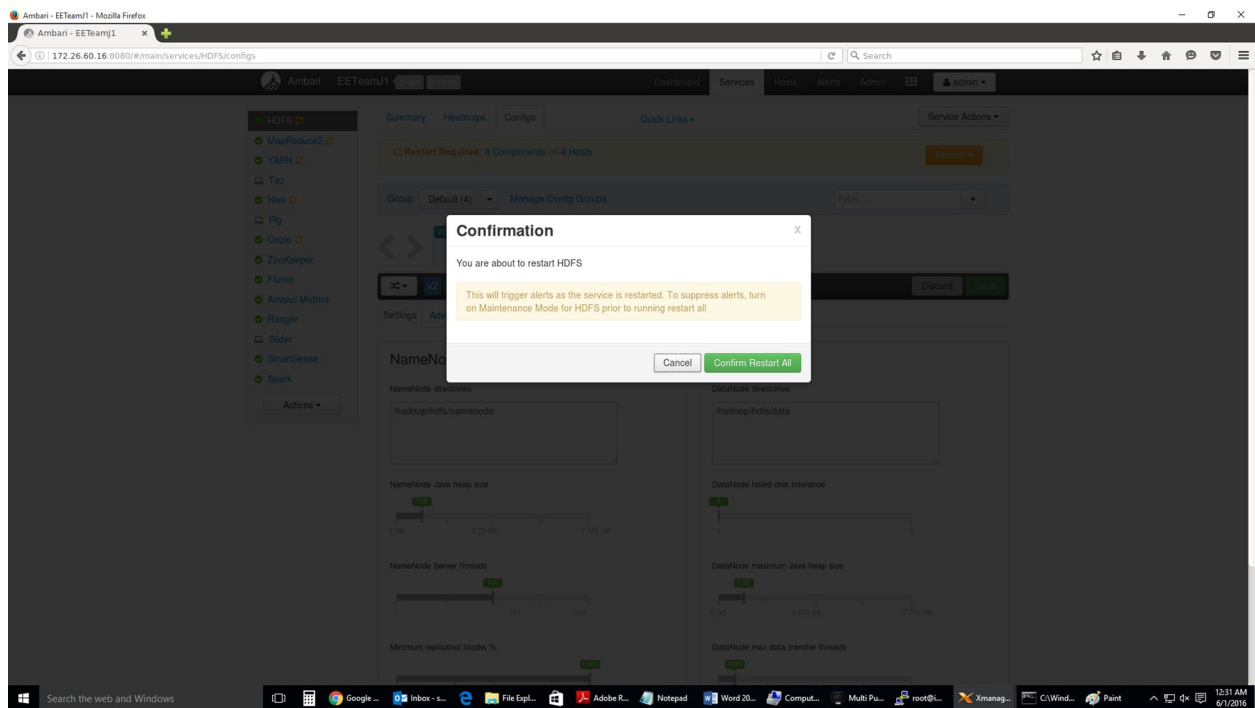 Ambari - EETeamJ1 - Mozilla Firefox
Ambari - EETeamJ1
172.26.60.16:8080/#/main/services/HDFS/configs
Search
Ambari EETeamJ1
Dashboard Services Hosts Alerts Admin admin
HDFS
MapReduce2
YARN
Tez
Hive
Pig
Oozie
ZooKeeper
Flume
Ambari Metrics
Ranger
Slider
SmartSense
Spark
Actions
Summary Heatmaps Configs Quick Links Service Actions
Restart Required: 8 Components on 4 Hosts Restart
Group Default (4) Manage Config Groups Filter...
Confirmation X
You are about to restart HDFS
This will trigger alerts as the service is restarted. To suppress alerts, turn
on Maintenance Mode for HDFS prior to running restart all
Cancel Confirm Restart All
V2 Discard Save
Settings
NameNode directories
/hadoop/hdfs/namenode
DataNode directories
/hadoop/hdfs/data
NameNode Java heap size
DataNode failed disk tolerance
NameNode Server threads
DataNode maximum Java heap size
Minimum replicated blocks %
DataNode max data transfer threads
Search the web and Windows
Google ... Inbox - s... File Expl... Adobe R... Notepad Word 20... Comput... Multi Pu... root@i... Xmanag... C:\Wind... Paint
12:31 AM
6/1/2016